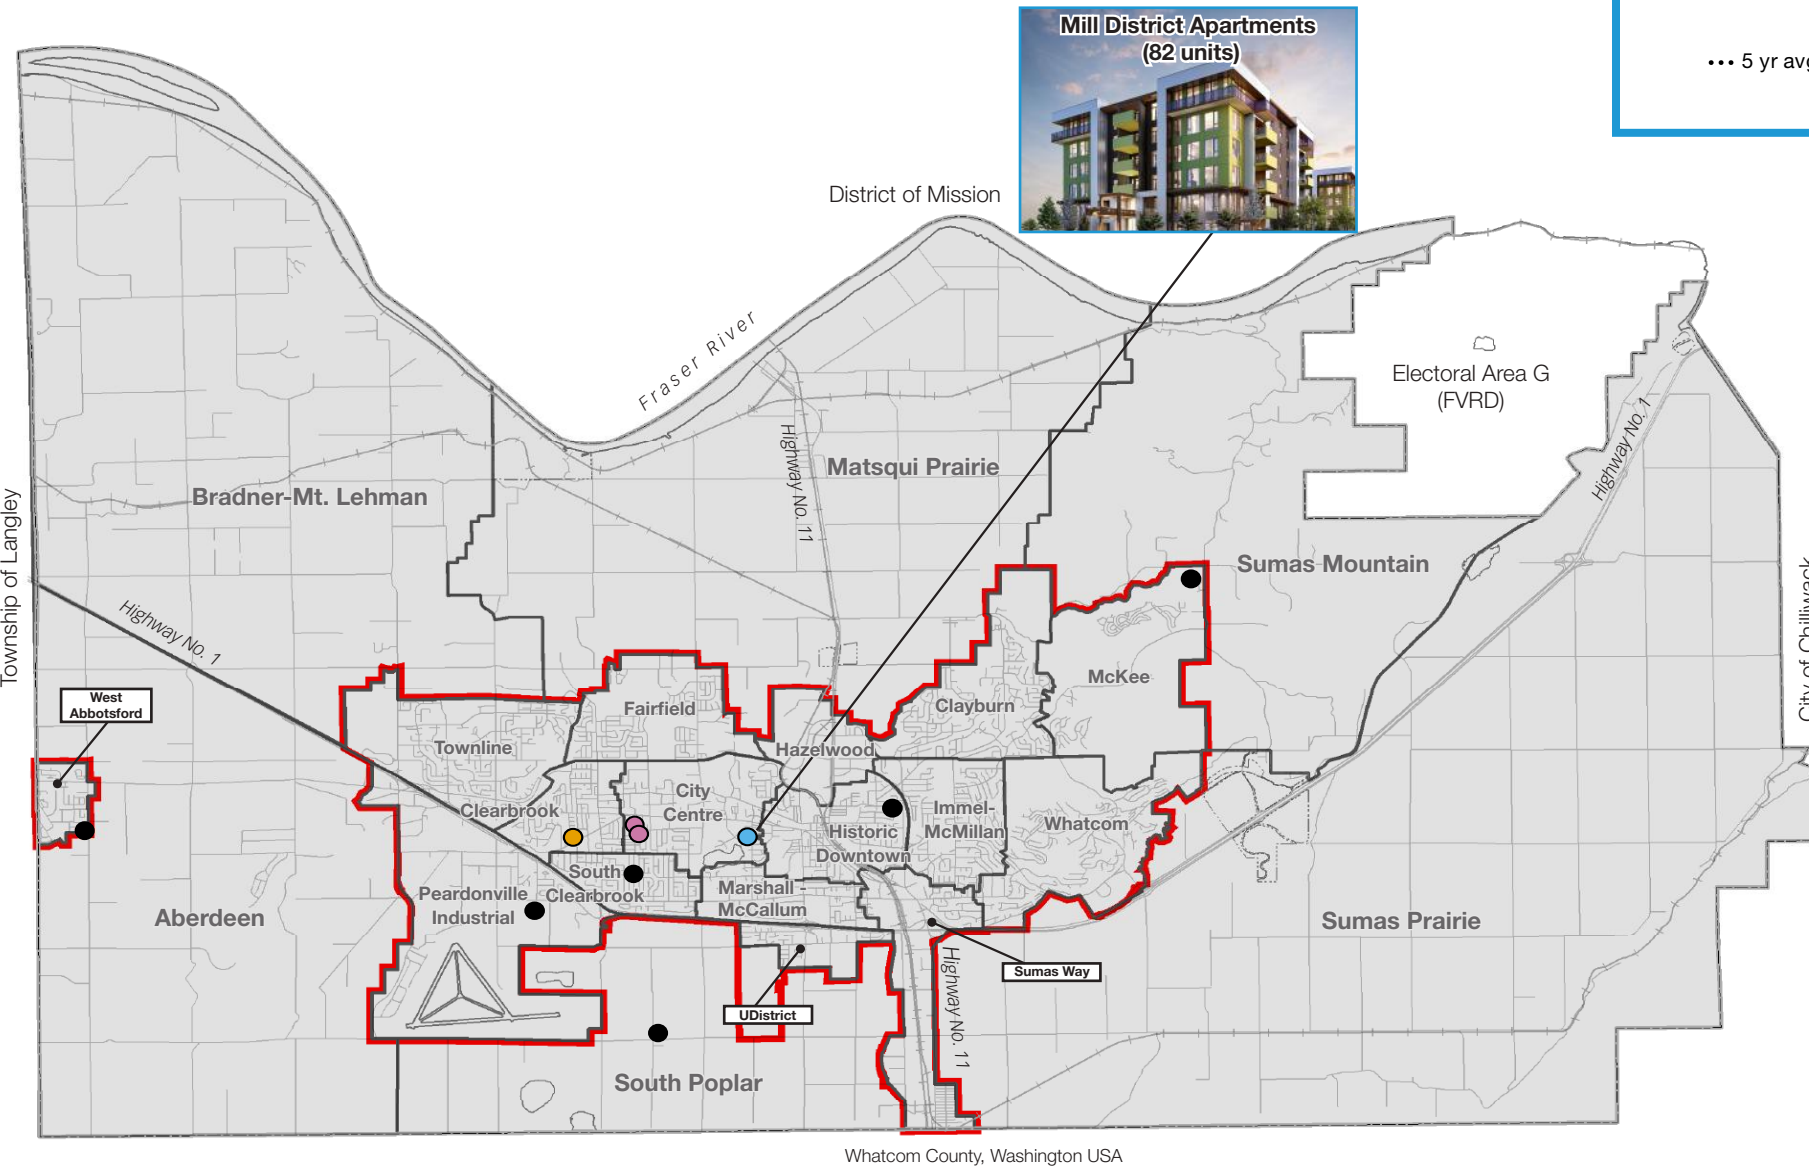 Mill District Apartments
(82 units)
••• 5 yr avg
District of Mission
Fraser River
Electoral Area G
(FVRD)
Highway No. 1
Highway No. 11
Matsqui Prairie
Bradner-Mt. Lehman
Township of Langley
Sumas Mountain
City of Chilliwack
Highway No. 1
West
Abbotsford
McKee
Fairfield
Clayburn
Townline
Hazelwood
City
Centre
Clearbrook
Immel-
McMillan
Whatcom
Historic
Downtown
South
Clearbrook
Marshall -
McCallum
Peardonville
Industrial
Aberdeen
Sumas Prairie
Sumas Way
Highway No. 11
UDistrict
South Poplar
Whatcom County, Washington USA